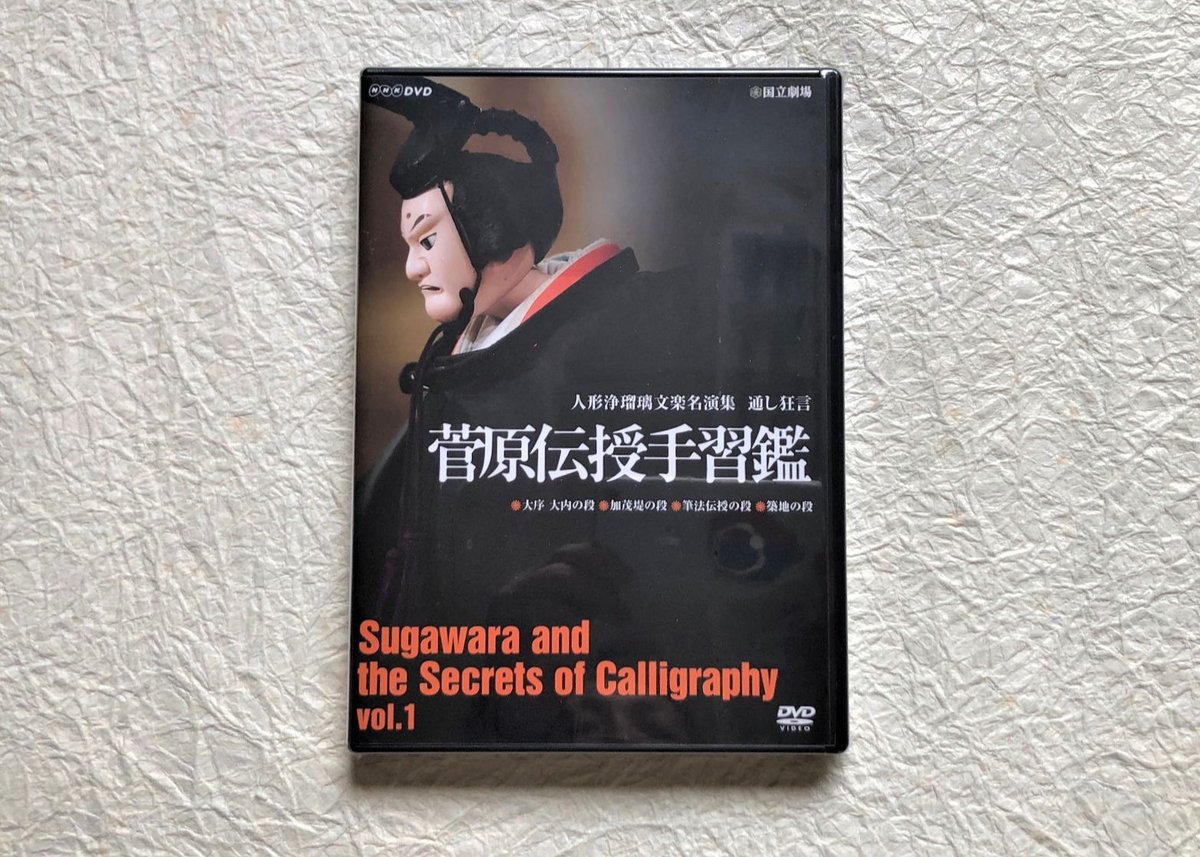 NHK DVD
国立劇場
人形浄瑠璃文楽名演集 通し狂言
菅原伝授手習鑑
大序 大内の段 加茂堤の段 筆法伝授の段 築地の段
Sugawara and
the Secrets of Calligraphy
vol.1
DVD
VIDEO